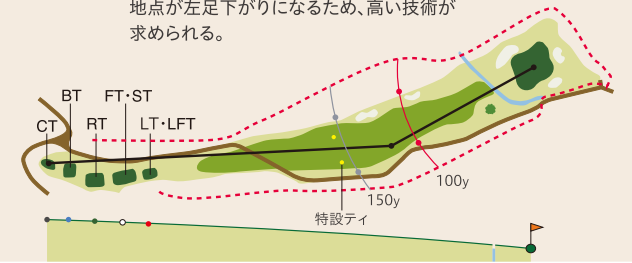 地点が左足下がりになるため、高い技術が
求められる。
BT
FT・ST
CT
RT
LT・LFT
100y
150y
特設ティ